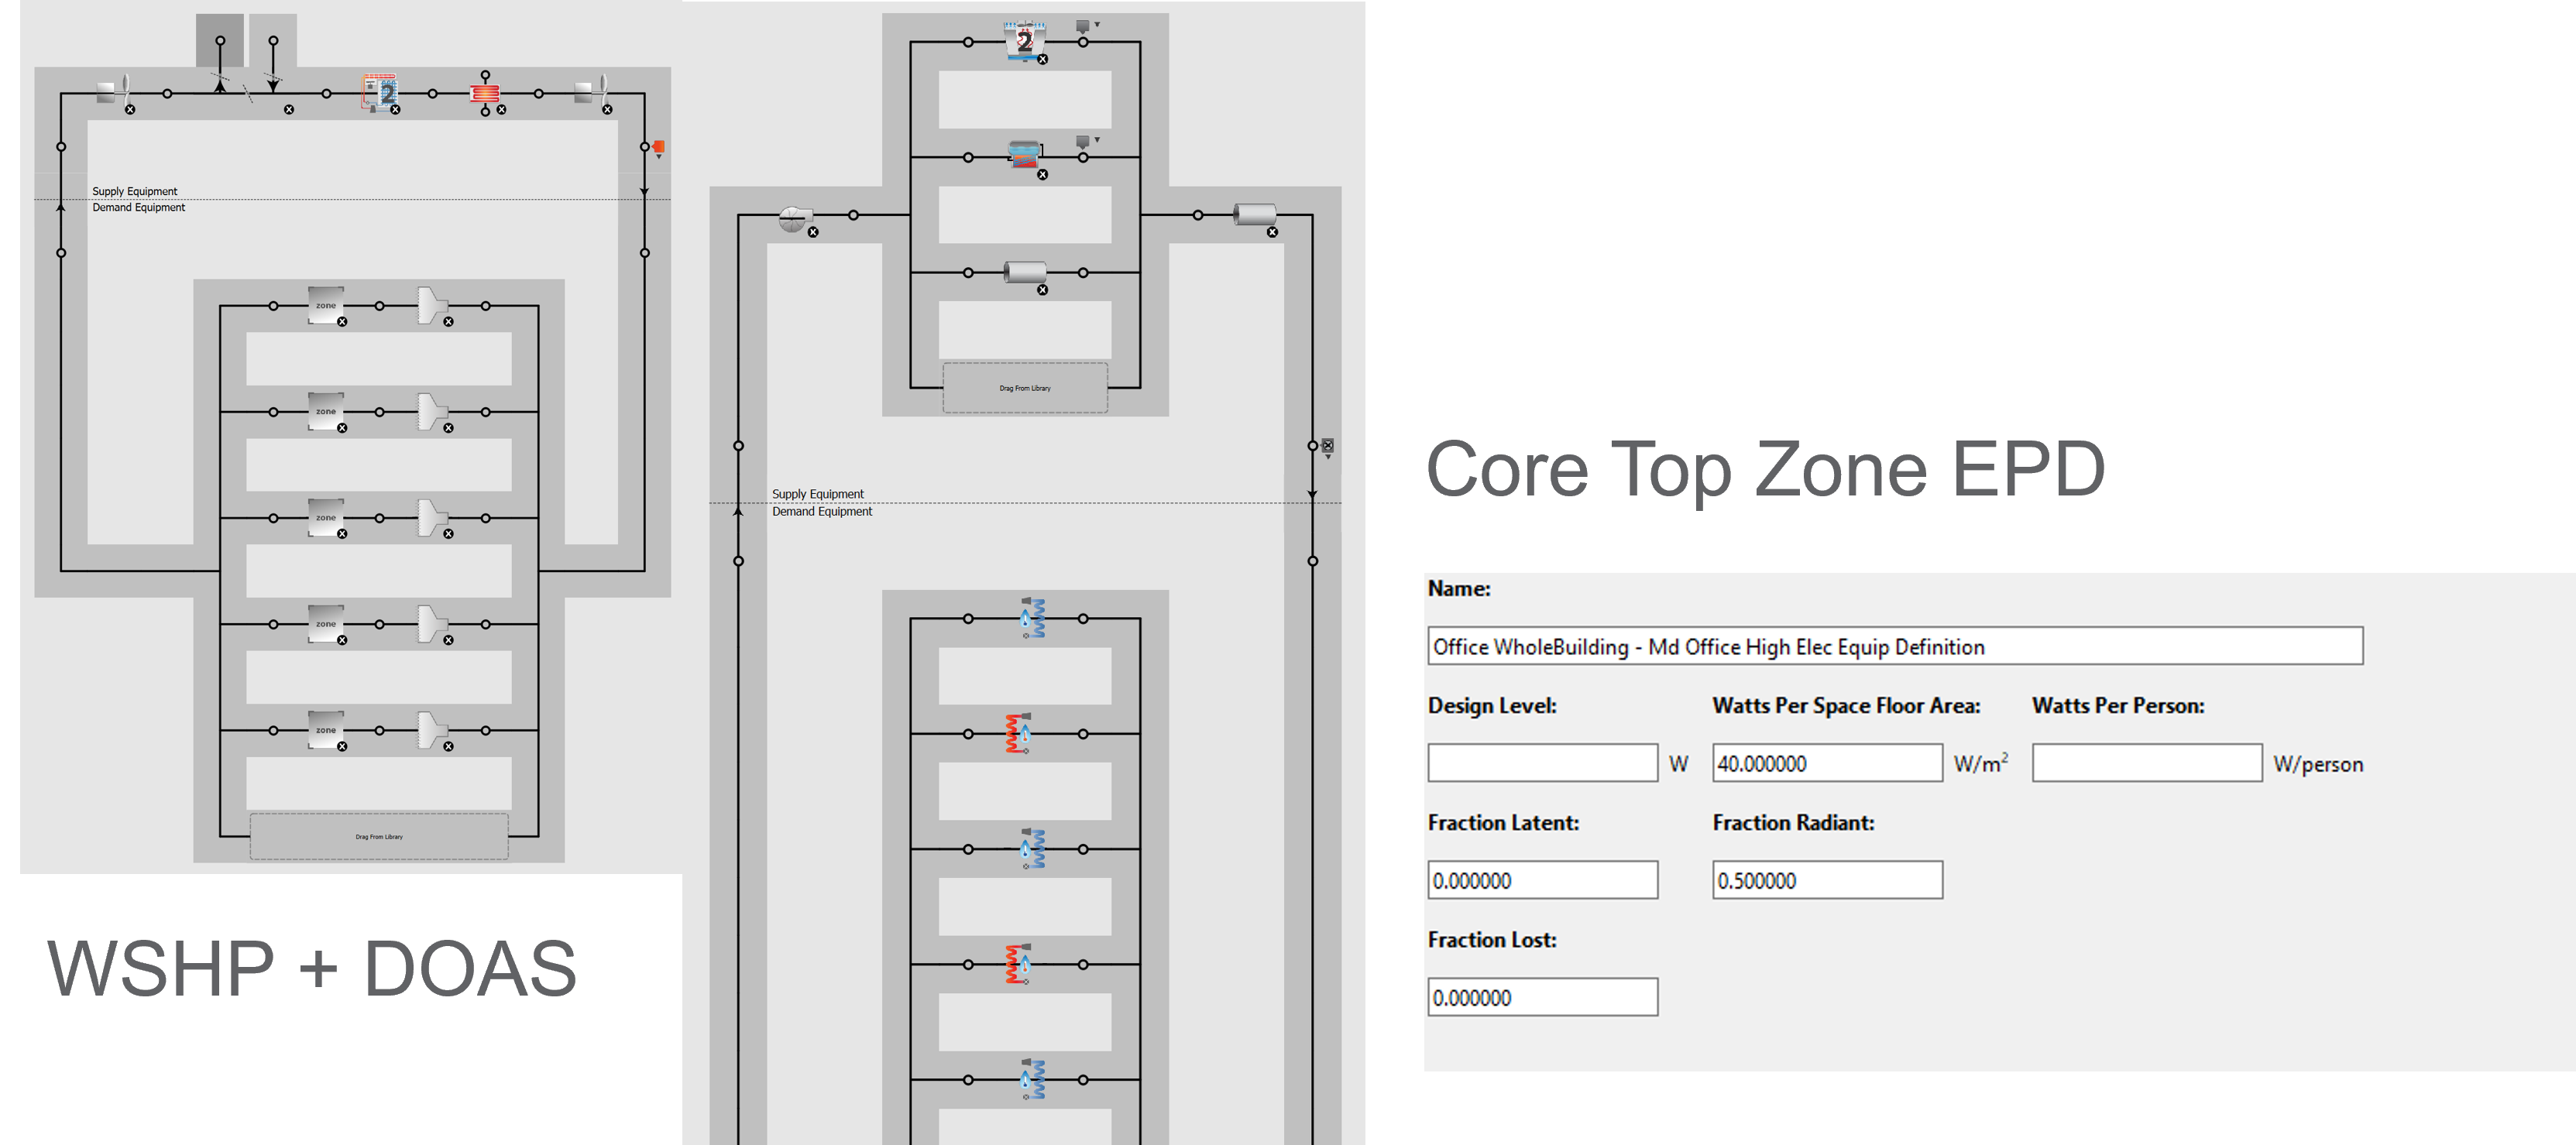 Supply Equipment
Demand Equipment
zone
zone
zone
zone
zone
Drag From Library
WSHP + DOAS
2
2
Drag From Library
Supply Equipment
Demand Equipment
Core Top Zone EPD
Name:
Office WholeBuilding - Md Office High Elec Equip Definition
Design Level: Watts Per Space Floor Area: Watts Per Person:
W 40.000000 W/m² W/person
Fraction Latent: Fraction Radiant:
0.000000 0.500000
Fraction Lost:
0.000000